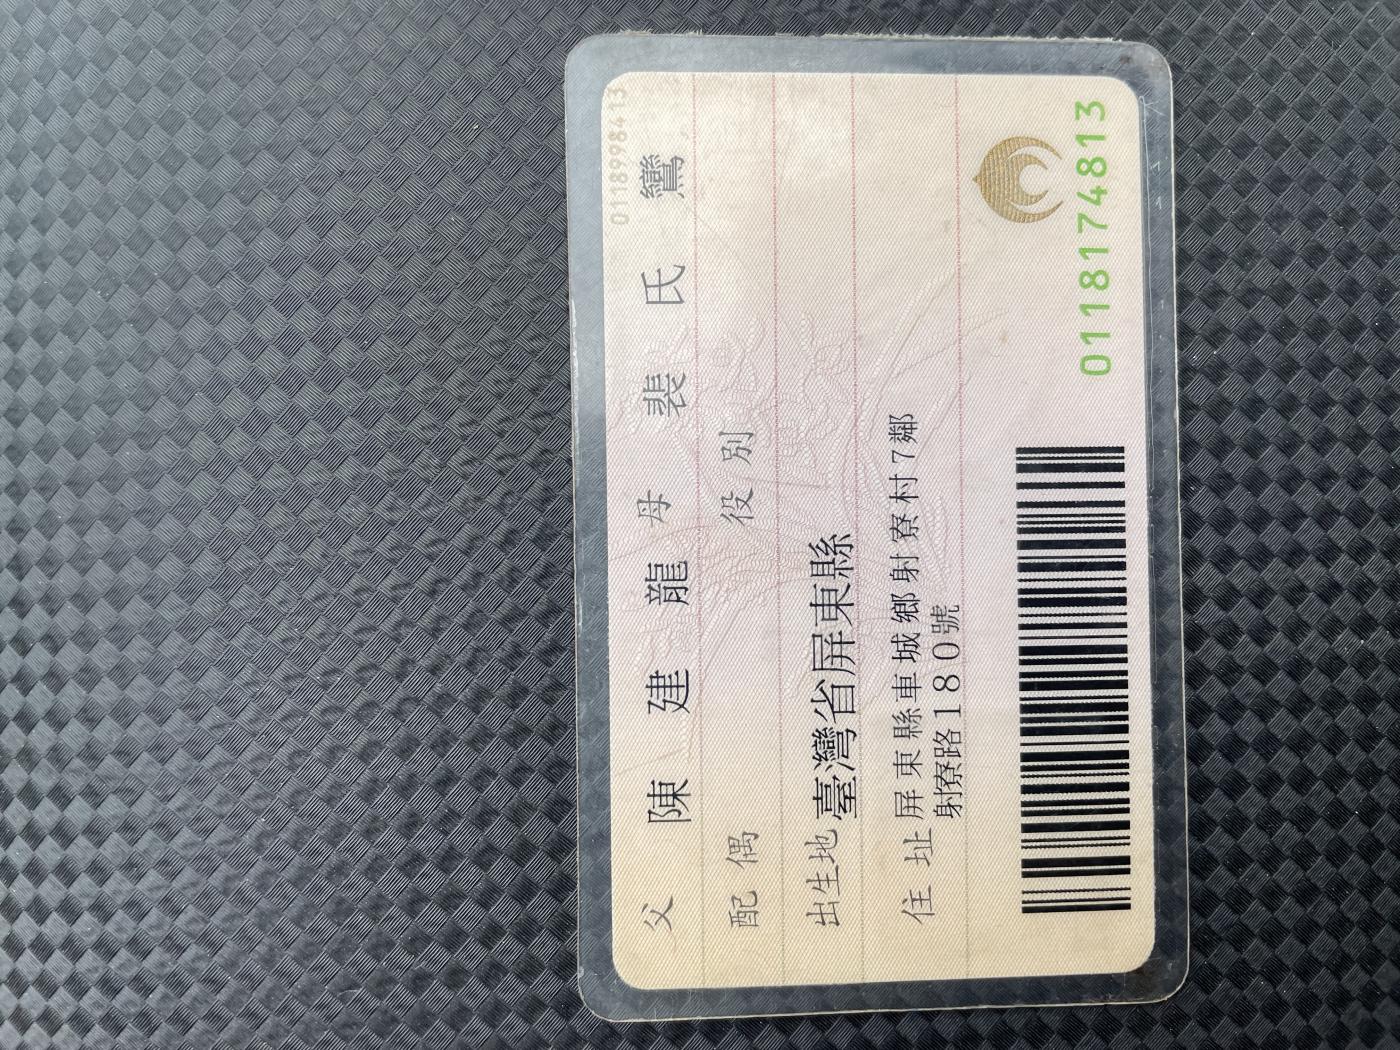 父 陳 建 龍 母 裴 氏 鸞
配偶 役別
出生地 臺灣省屏東縣
住址 屏東縣車城鄉射寮村7鄰
射寮路180號
0118174813